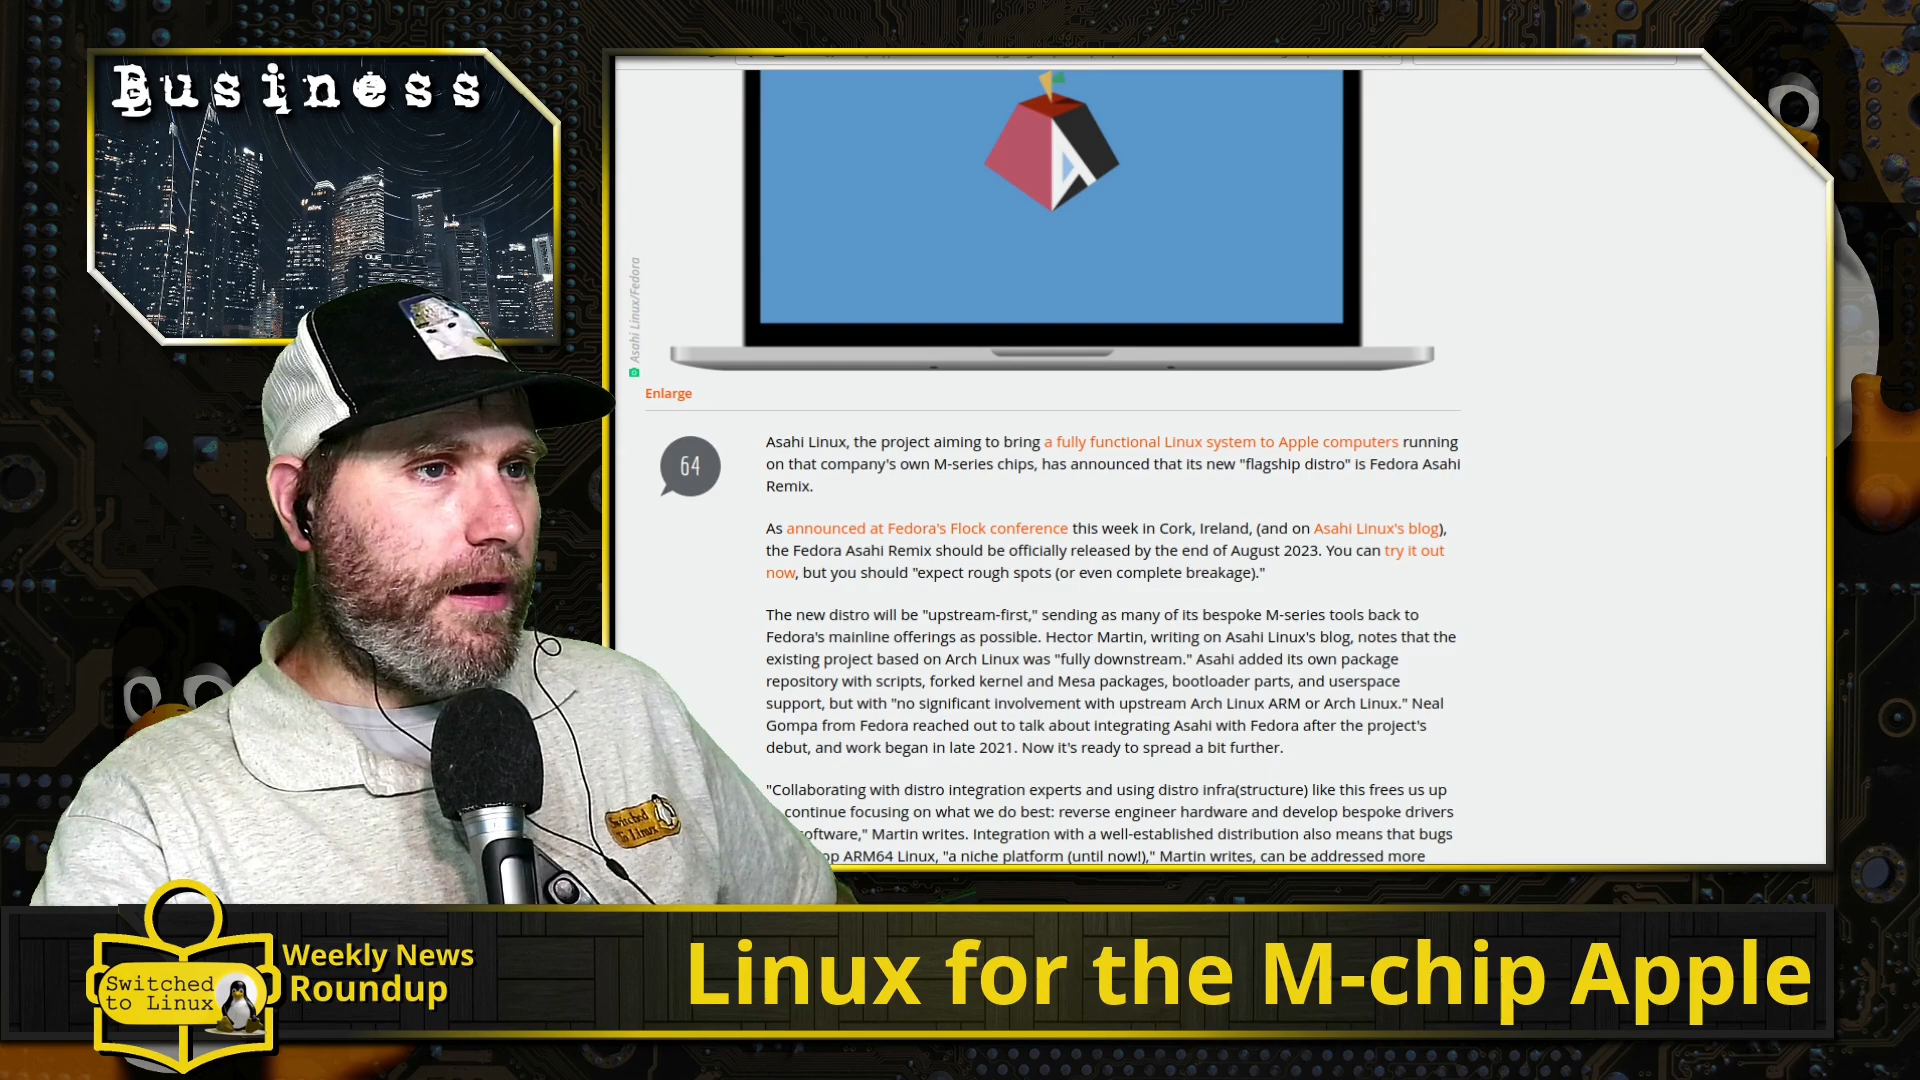 Business
Asahi Linux/Fedora
Enlarge
64
Asahi Linux, the project aiming to bring a fully functional Linux system to Apple computers running
on that company's own M-series chips, has announced that its new "flagship distro" is Fedora Asahi
Remix.
As announced at Fedora's Flock conference this week in Cork, Ireland, (and on Asahi Linux's blog),
the Fedora Asahi Remix should be officially released by the end of August 2023. You can try it out
now, but you should "expect rough spots (or even complete breakage)."
The new distro will be "upstream-first," sending as many of its bespoke M-series tools back to
Fedora's mainline offerings as possible. Hector Martin, writing on Asahi Linux's blog, notes that the
existing project based on Arch Linux was "fully downstream." Asahi added its own package
repository with scripts, forked kernel and Mesa packages, bootloader parts, and userspace
support, but with "no significant involvement with upstream Arch Linux ARM or Arch Linux." Neal
Gompa from Fedora reached out to talk about integrating Asahi with Fedora after the project's
debut, and work began in late 2021. Now it's ready to spread a bit further.
"Collaborating with distro integration experts and using distro infra(structure) like this frees us up
continue focusing on what we do best: reverse engineer hardware and develop bespoke drivers
software," Martin writes. Integration with a well-established distribution also means that bugs
ARM64 Linux, "a niche platform (until now!)," Martin writes, can be addressed more
Switched
To Linux
Switched
to Linux
Weekly News
Roundup
Linux for the M-chip Apple